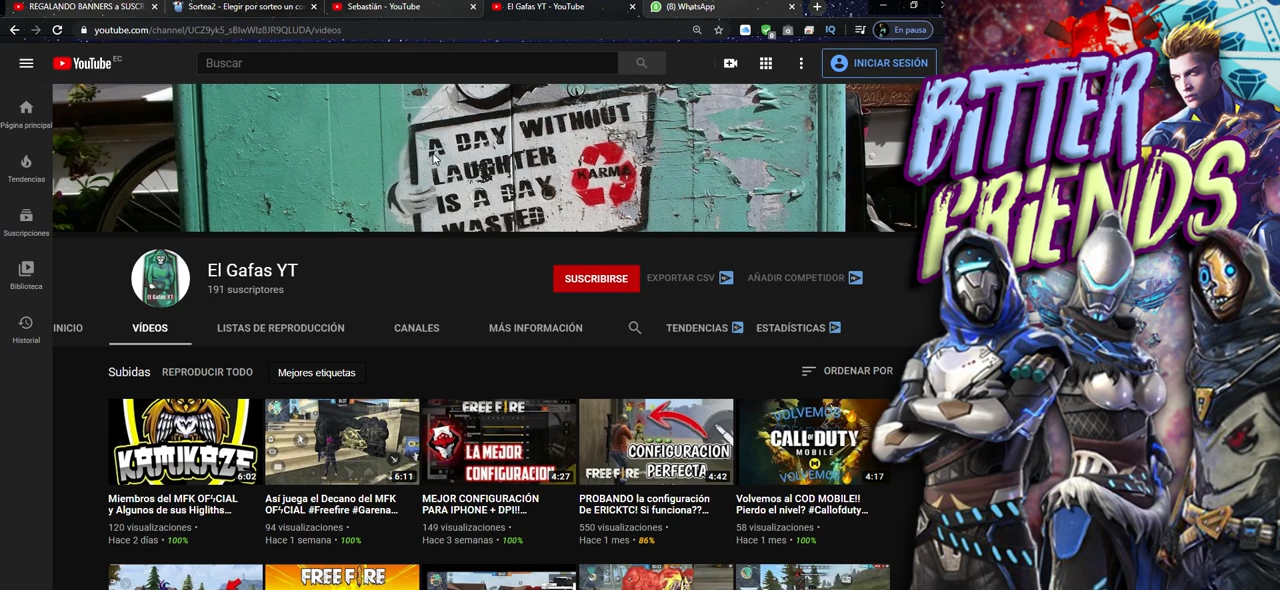 REGALANDO BANNERS a SUSCR
Sortea2 - Elegir por sorteo un co
Sebastián - YouTube
El Gafas YT - YouTube
(8) WhatsApp
youtube.com/channel/UCZ9yk5_sBlwWlz8JR9QLUDA/videos
IQ
En pausa
YouTube EC
Buscar
INICIAR SESIÓN
Página principal
Tendencias
Suscripciones
Biblioteca
Historial
A DAY WITHOUT
LAUGHTER
IS A DAY
WASTED
KARMA
BiTTER
FRiENDS
El Gafas YT
El Gafas YT
191 suscriptores
SUSCRIBIRSE
EXPORTAR CSV
AÑADIR COMPETIDOR
INICIO
VÍDEOS
LISTAS DE REPRODUCCIÓN
CANALES
MÁS INFORMACIÓN
TENDENCIAS
ESTADÍSTICAS
Subidas
REPRODUCIR TODO
Mejores etiquetas
ORDENAR POR
KAMIKAZE
6:02
6:11
FREE FIRE
LA MEJOR
CONFIGURACION
4:27
CONFIGURACION
PERFECTA
FREE FIRE
4:42
VOLVEMOS
CALL OF DUTY
MOBILE
VOLVEMOS
4:17
Miembros del MFK OF¹⁄CIAL
y Algunos de sus Higliths...
120 visualizaciones •
Hace 2 días • 100%
Así juega el Decano del MFK
OF¹⁄CIAL #Freefire #Garena...
94 visualizaciones •
Hace 1 semana • 100%
MEJOR CONFIGURACIÓN
PARA IPHONE + DPI!!...
149 visualizaciones •
Hace 3 semanas • 100%
PROBANDO la configuración
De ERICKTC! Si funciona??...
550 visualizaciones •
Hace 1 mes • 86%
Volvemos al COD MOBILE!!
Pierdo el nivel? #Callofduty...
58 visualizaciones •
Hace 1 mes • 100%
FREE FIRE